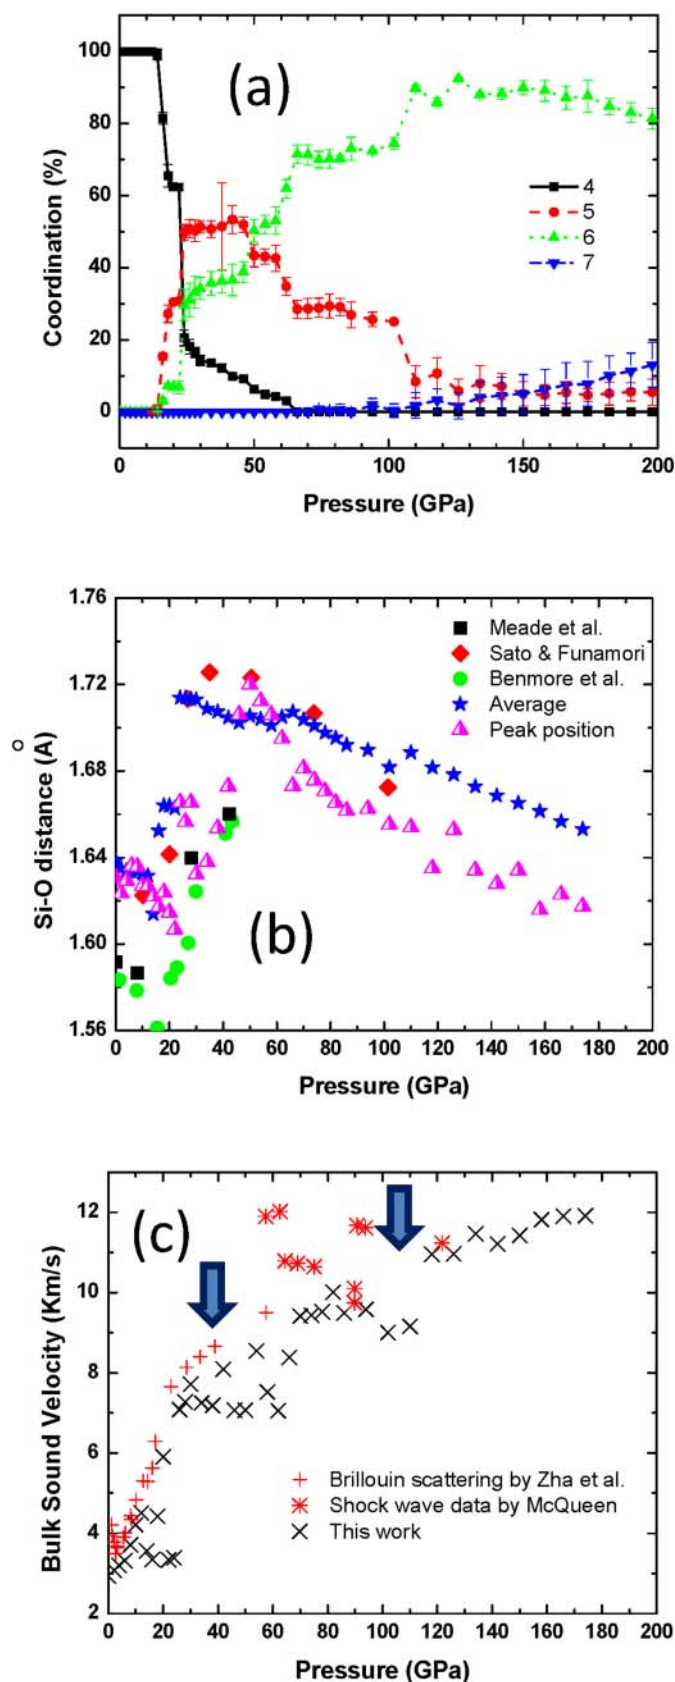 (a)
100
80
60
40
20
0
Coordination (%)
4
5
6
7
0 50 100 150 200
Pressure (GPa)
1.76
1.72
1.68
1.64
1.60
1.56
Si-O distance (A)
o
Meade et al.
Sato & Funamori
Benmore et al.
Average
Peak position
(b)
0 20 40 60 80 100 120 140 160 180 200
Pressure (GPa)
(c)
12
10
8
6
4
2
Bulk Sound Velocity (Km/s)
Brillouin scattering by Zha et al.
Shock wave data by McQueen
This work
0 20 40 60 80 100 120 140 160 180 200
Pressure (GPa)